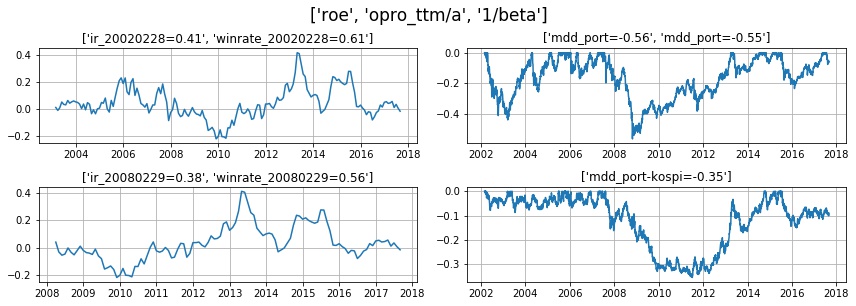 ['roe', 'opro_ttm/a', '1/beta']
['ir_20020228=0.41', 'winrate_20020228=0.61']
0.4
0.2
0.0
−0.2
2004 2006 2008 2010 2012 2014 2016 2018
['mdd_port=-0.56', 'mdd_port=-0.55']
0.0
−0.2
−0.4
2002 2004 2006 2008 2010 2012 2014 2016 2018
['ir_20080229=0.38', 'winrate_20080229=0.56']
0.4
0.2
0.0
−0.2
2008 2009 2010 2011 2012 2013 2014 2015 2016 2017 2018
['mdd_port-kospi=-0.35']
0.0
−0.1
−0.2
−0.3
2002 2004 2006 2008 2010 2012 2014 2016 2018